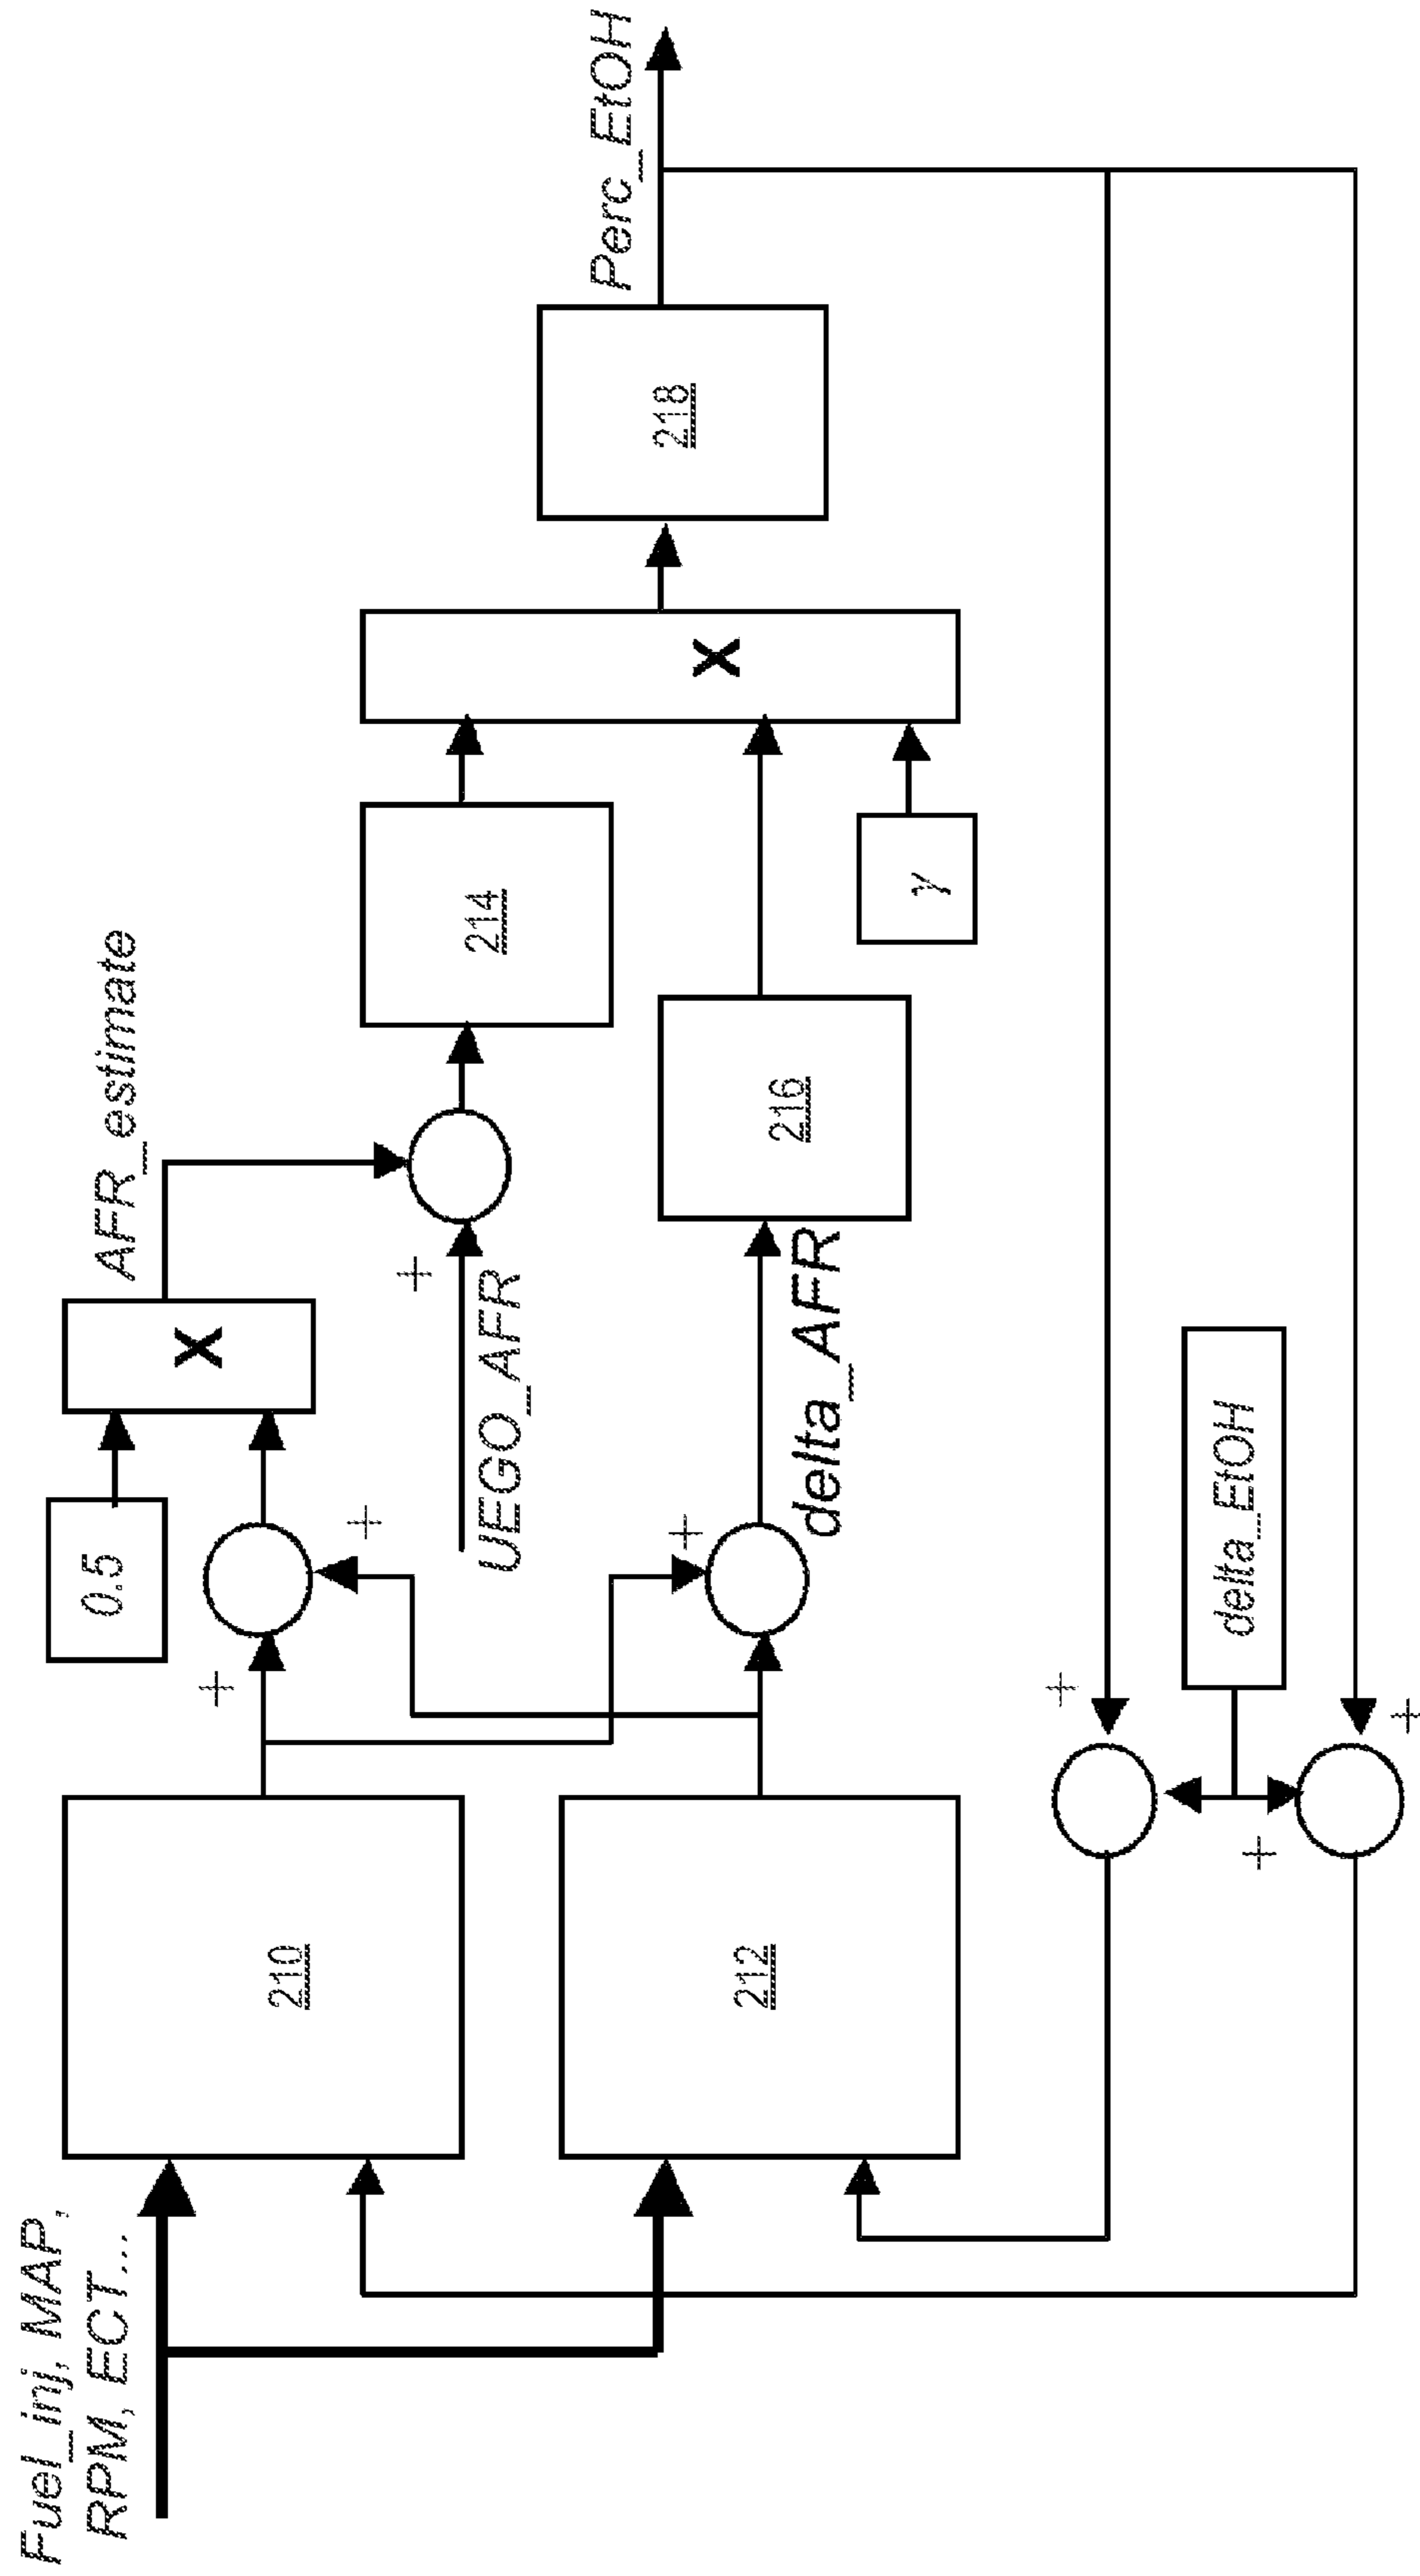 Fuel_inj, MAP,
RPM, ECT...
210
212
+
+
0.5
X
AFR_estimate
+
UEGO_AFR
+
delta_AFR
214
216
γ
X
218
Perc_EtOH
+
delta_EtOH
+
+